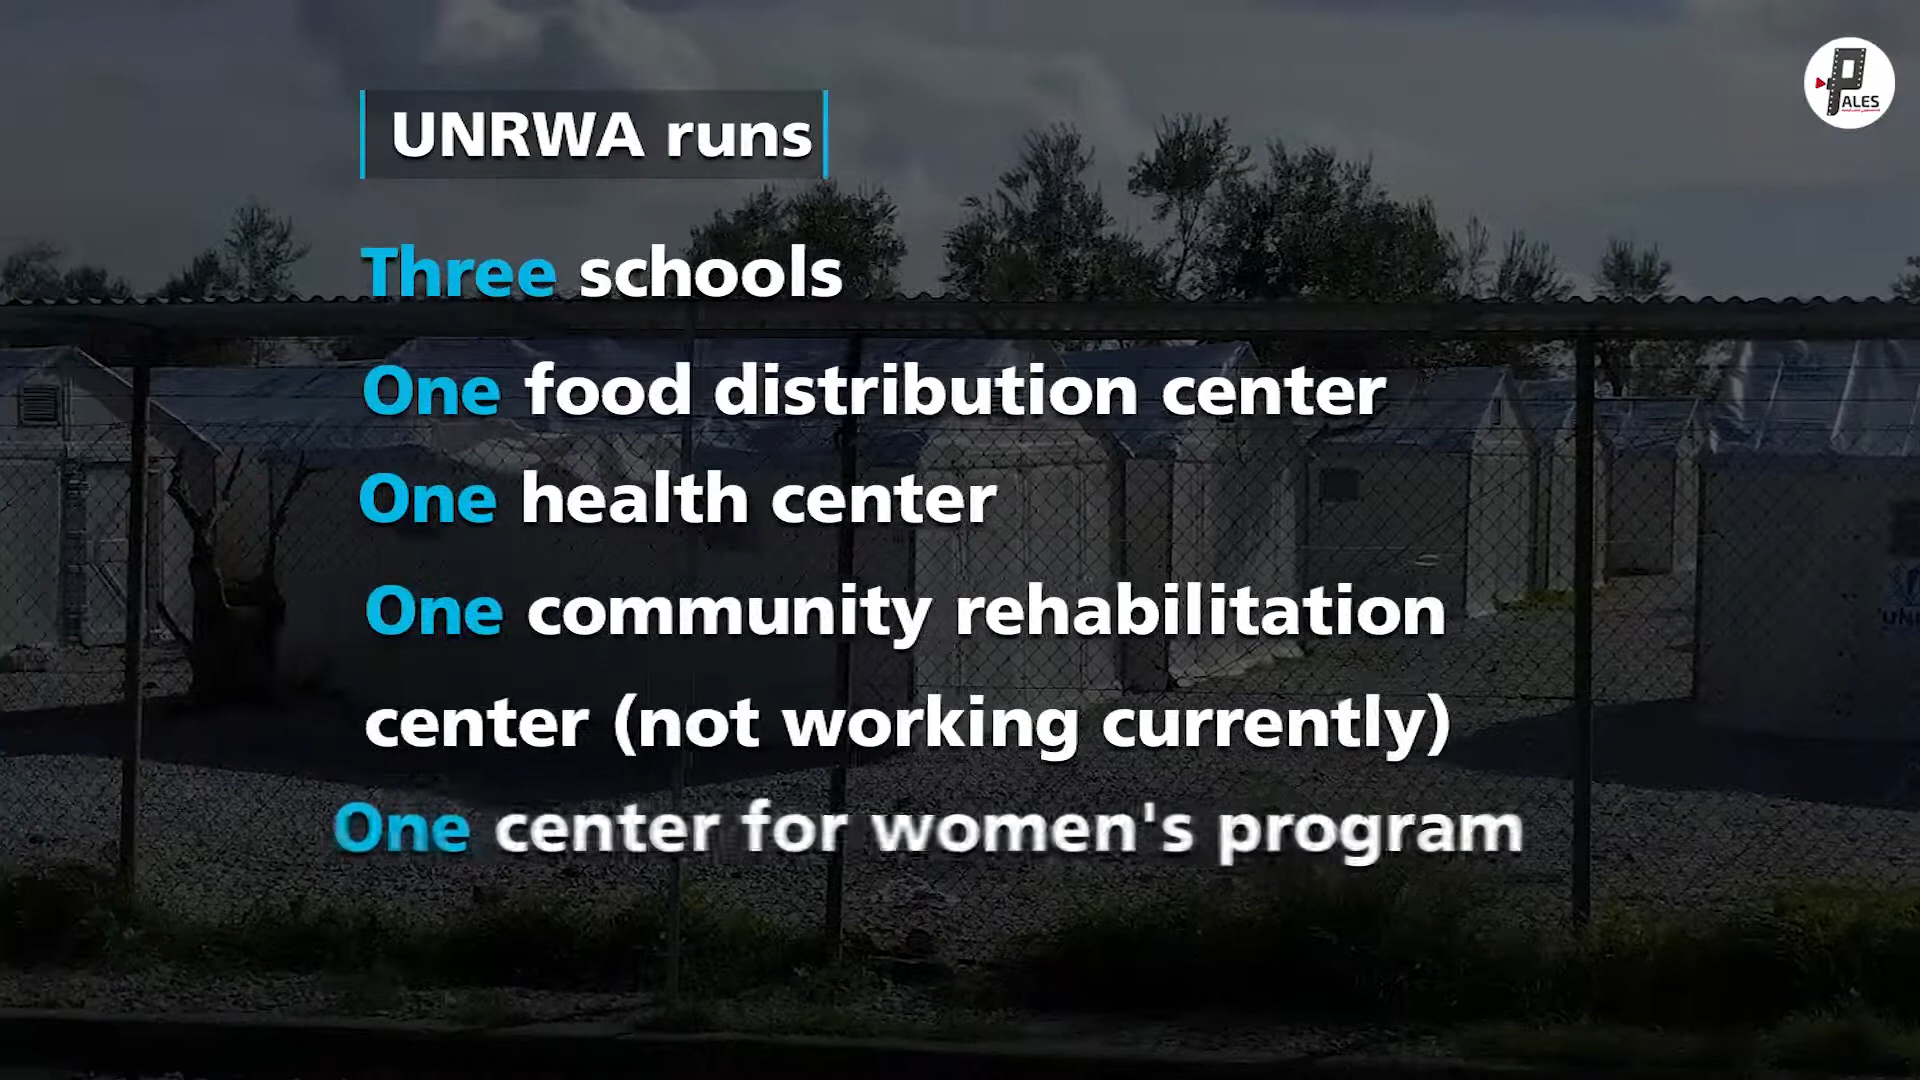 UNRWA runs
Three schools
One food distribution center
One health center
One community rehabilitation
center (not working currently)
One center for women's program
PALES